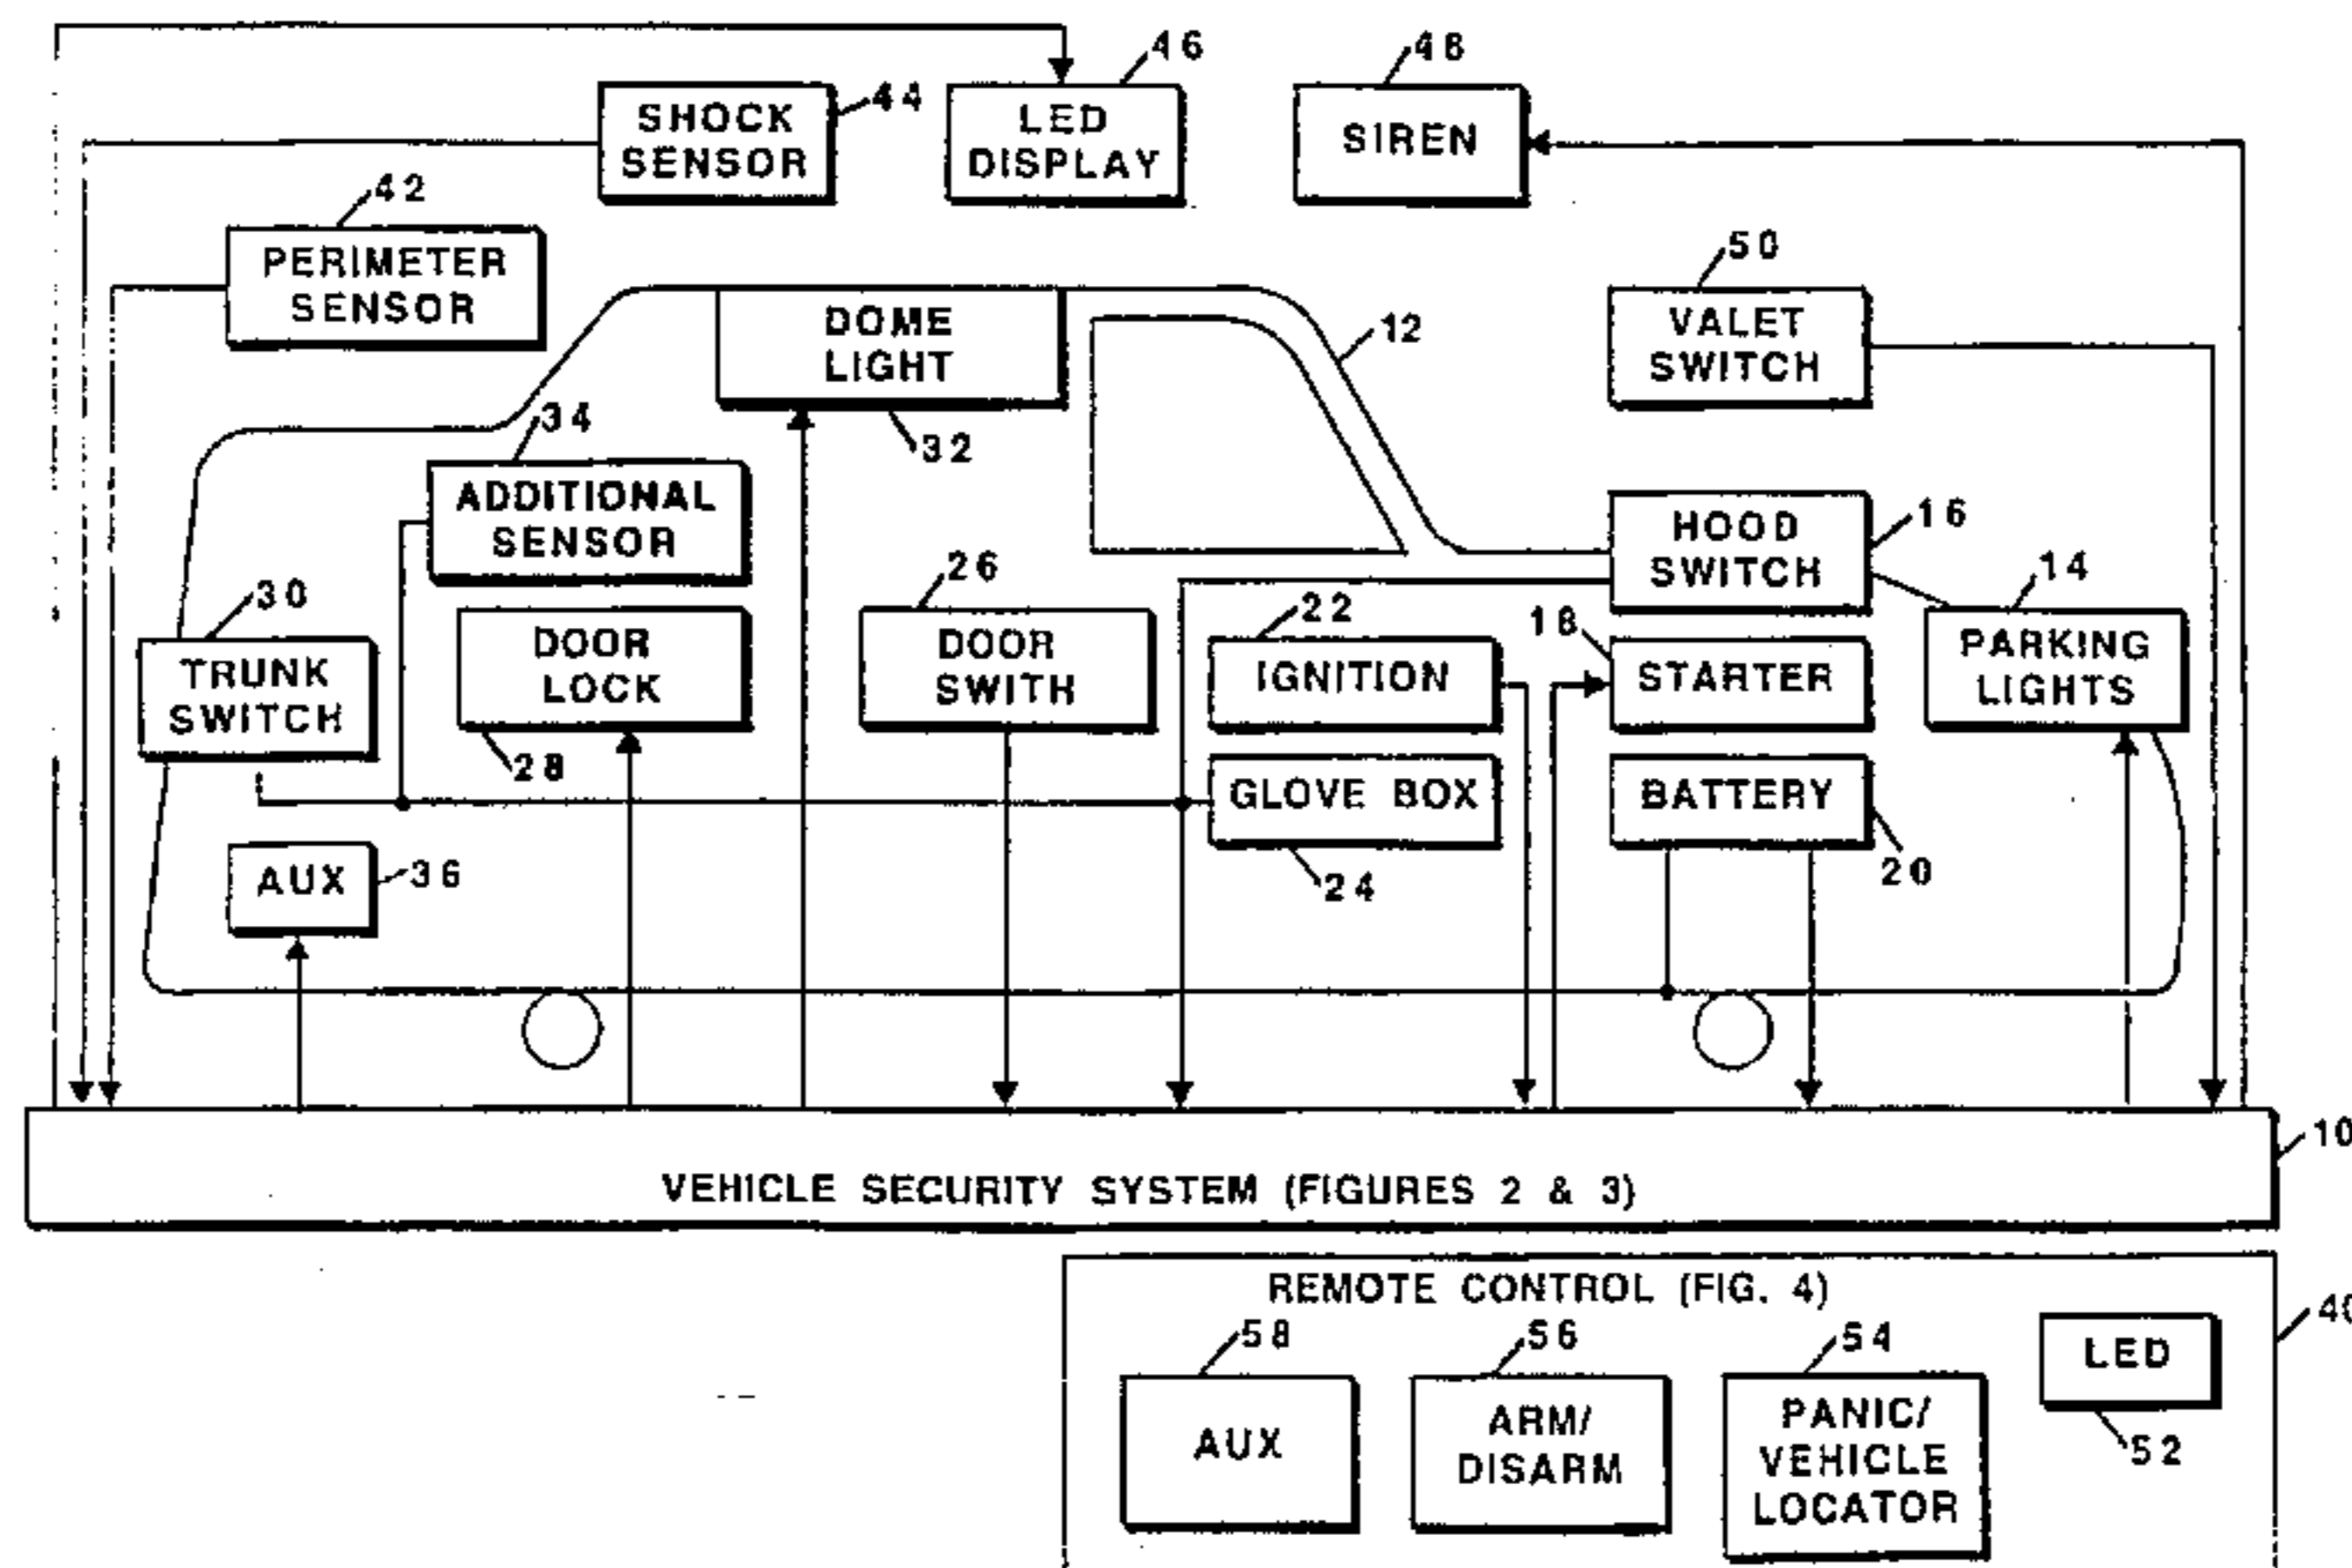 46
48
SHOCK
SENSOR
44
LED
DISPLAY
SIREN
42
PERIMETER
SENSOR
50
VALET
SWITCH
DOME
LIGHT
12
34
32
ADDITIONAL
SENSOR
HOOD
SWITCH
16
30
26
22
18
14
TRUNK
SWITCH
DOOR
LOCK
DOOR
SWITH
IGNITION
STARTER
PARKING
LIGHTS
28
GLOVE BOX
BATTERY
AUX
36
24
20
10
VEHICLE SECURITY SYSTEM (FIGURES 2 & 3)
REMOTE CONTROL (FIG. 4)
40
58
56
54
LED
AUX
ARM/
DISARM
PANIC/
VEHICLE
LOCATOR
52